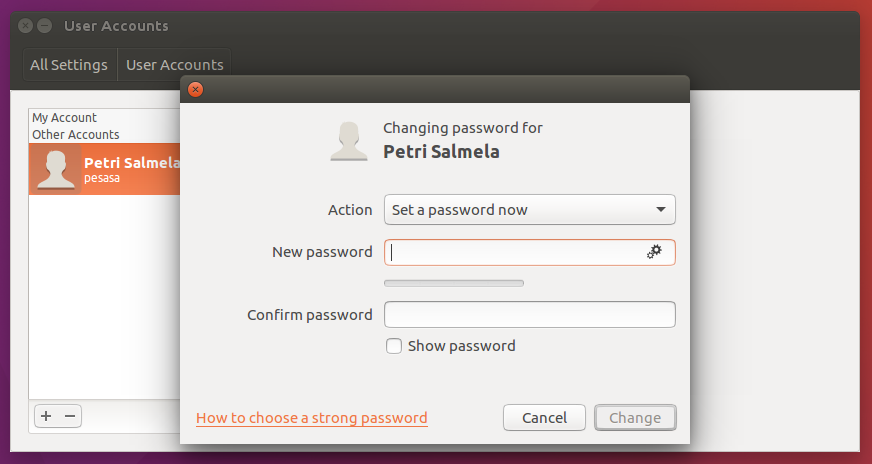 User Accounts
All Settings
User Accounts
My Account
Other Accounts
Petri Salmela
pesasa
Changing password for
Petri Salmela
Action
Set a password now
New password
Confirm password
Show password
How to choose a strong password
Cancel
Change